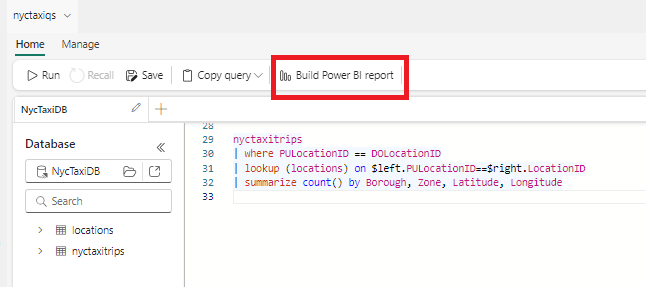 nyctaxiqs
Home Manage
Run Recall Save Copy query Build Power BI report
NycTaxiDB
Database
NycTaxiDB
Search
locations
nyctaxitrips
28
29 nyctaxitrips
30 | where PULocationID == DOLocationID
31 | lookup (locations) on $left.PULocationID==$right.LocationID
32 | summarize count() by Borough, Zone, Latitude, Longitude
33